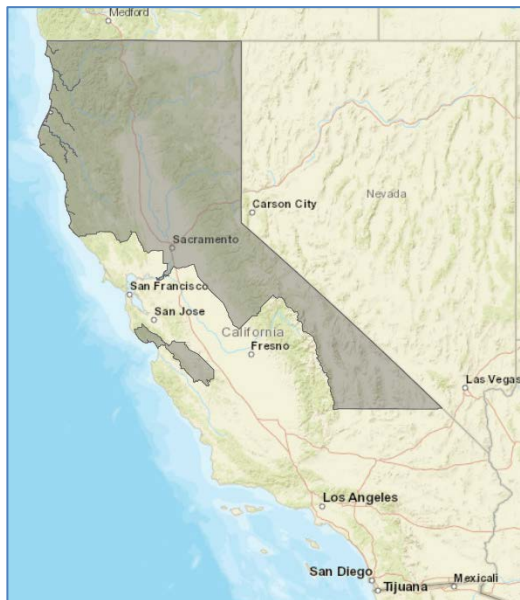 Medford
Carson City
Nevada
Sacramento
San Francisco
San Jose
California
Fresno
Las Vegas
Los Angeles
San Diego
Tijuana
Mexicali